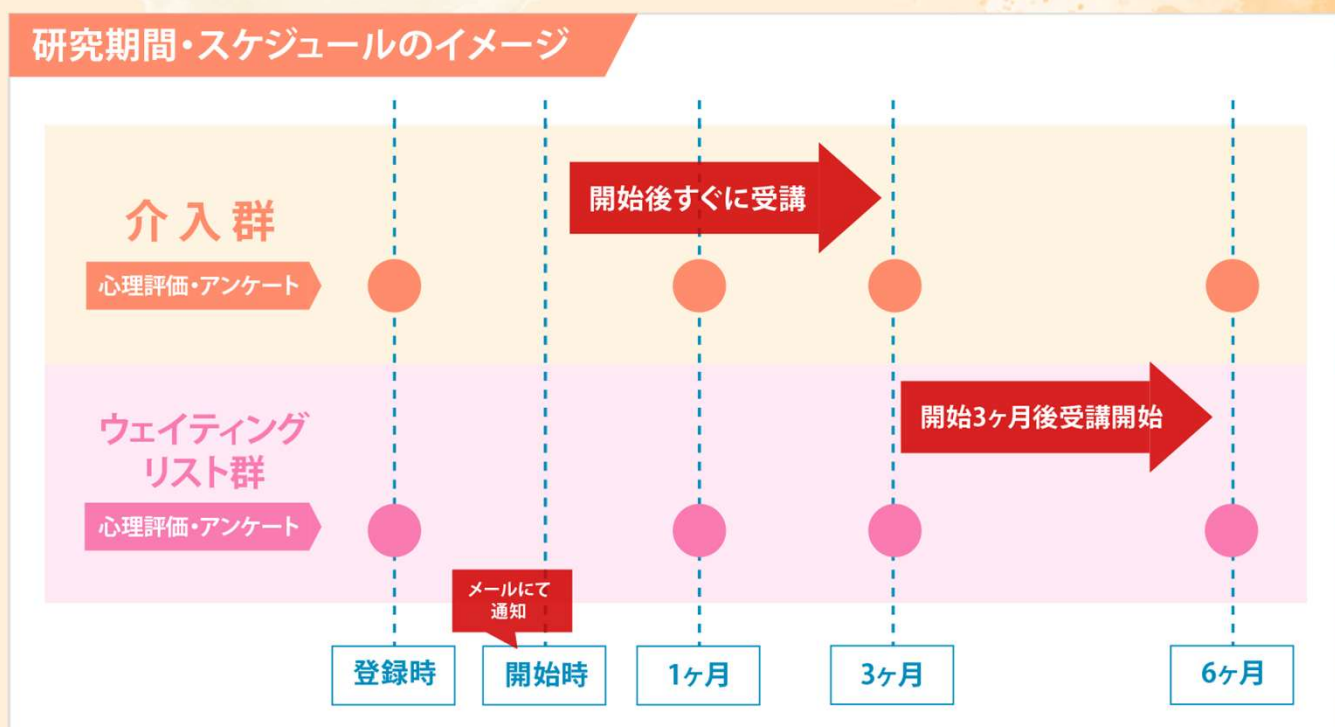 研究期間・スケジュールのイメージ
介入群
開始後すぐに受講
心理評価・アンケート
ウェイティング
リスト群
開始3ヶ月後受講開始
心理評価・アンケート
メールにて
通知
登録時
開始時
1ヶ月
3ヶ月
6ヶ月